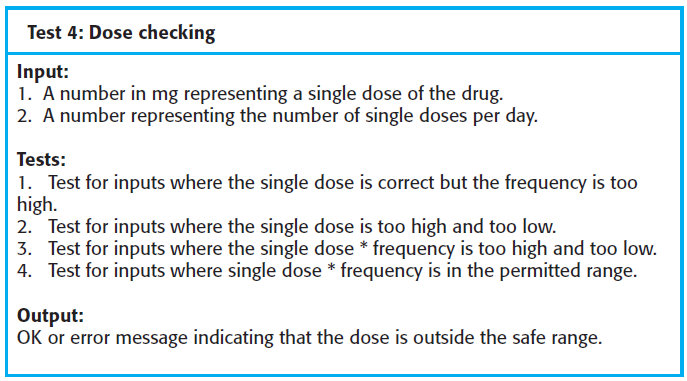 Test 4: Dose checking
Input:
1. A number in mg representing a single dose of the drug.
2. A number representing the number of single doses per day.
Tests:
1. Test for inputs where the single dose is correct but the frequency is too
high.
2. Test for inputs where the single dose is too high and too low.
3. Test for inputs where the single dose * frequency is too high and too low.
4. Test for inputs where single dose * frequency is in the permitted range.
Output:
OK or error message indicating that the dose is outside the safe range.